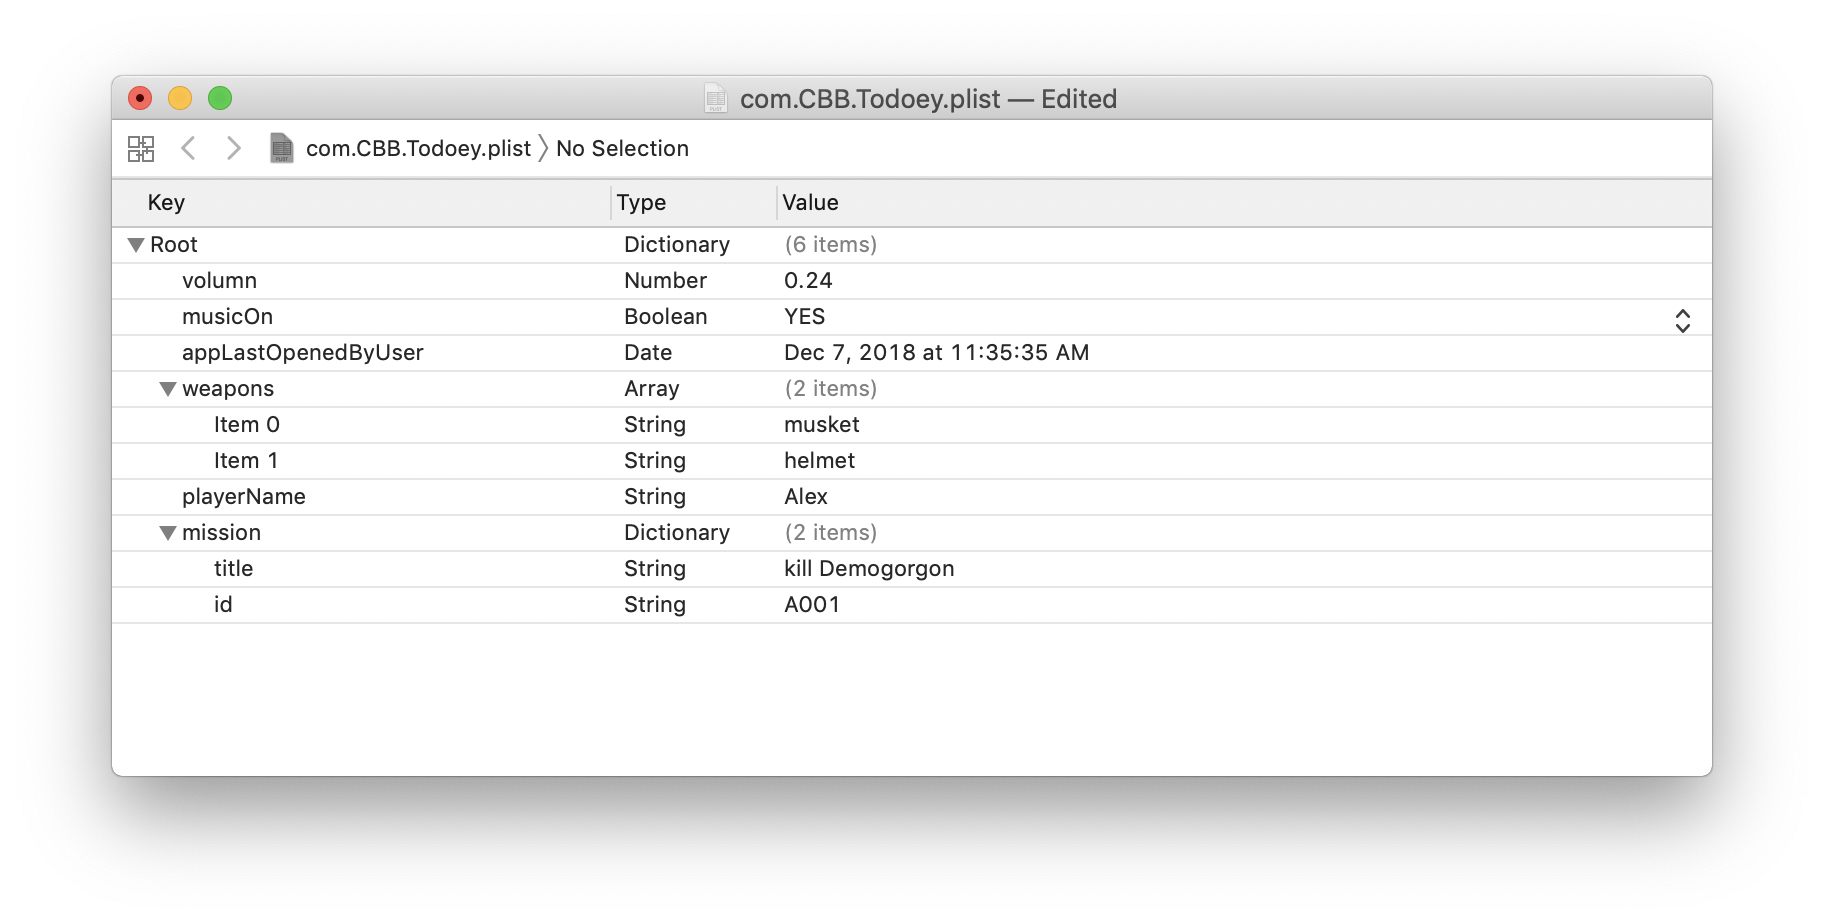 com.CBB.Todoey.plist — Edited
com.CBB.Todoey.plist 〉 No Selection
Key Type Value
Root Dictionary (6 items)
volumn Number 0.24
musicOn Boolean YES
appLastOpenedByUser Date Dec 7, 2018 at 11:35:35 AM
weapons Array (2 items)
Item 0 String musket
Item 1 String helmet
playerName String Alex
mission Dictionary (2 items)
title String kill Demogorgon
id String A001